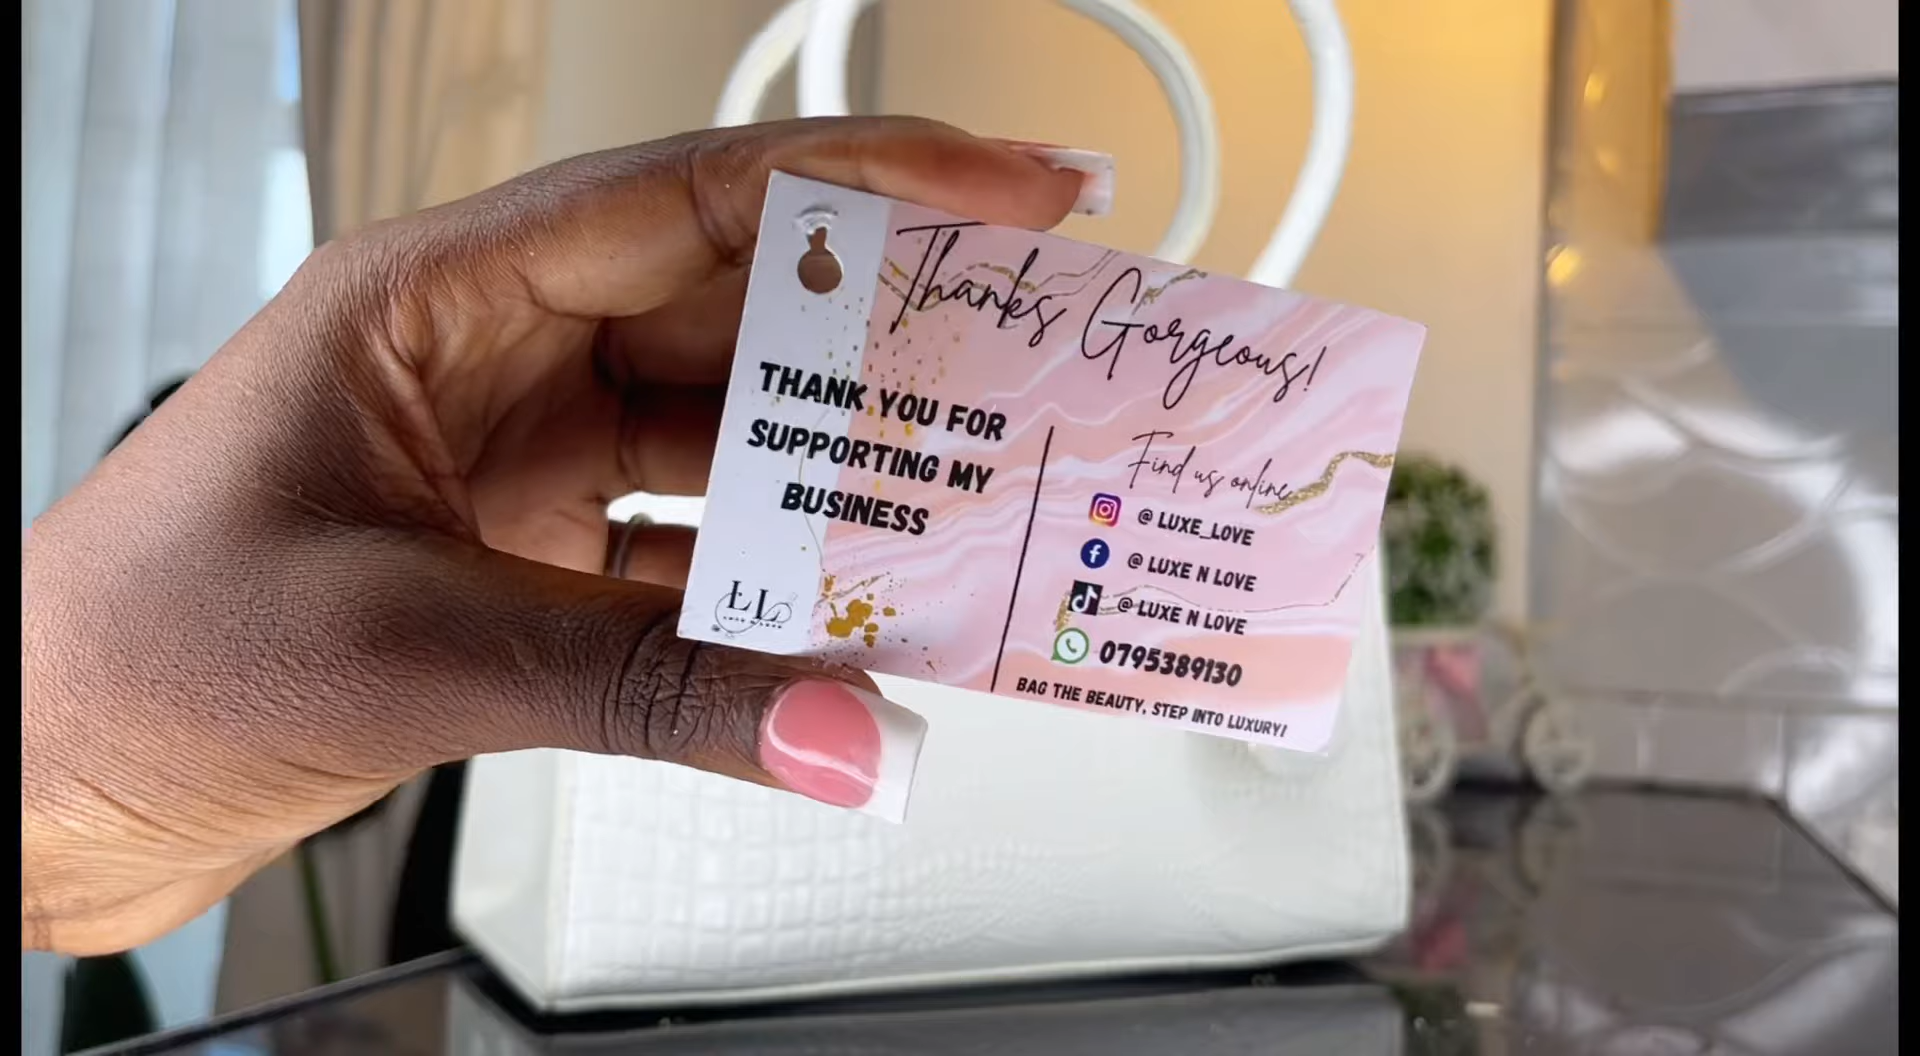 Thanks Gorgeous!
THANK YOU FOR
SUPPORTING MY
BUSINESS
LL
Find us online
@ LUXE_LOVE
@ LUXE N LOVE
@ LUXE N LOVE
0795389130
BAG THE BEAUTY, STEP INTO LUXURY!